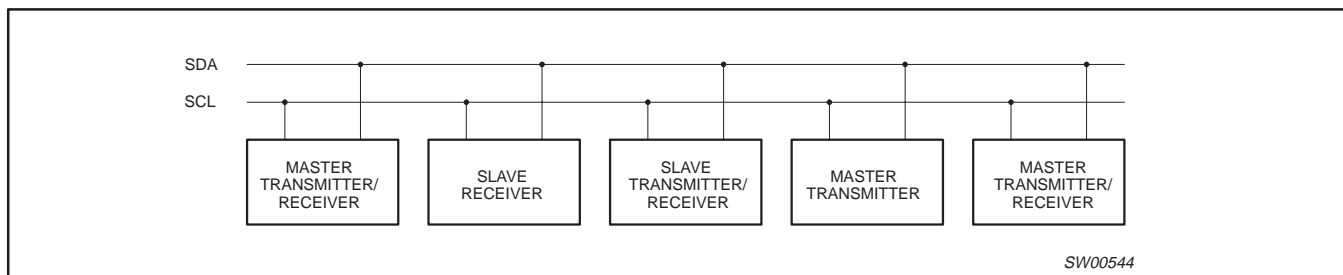 SDA
SCL
MASTER
TRANSMITTER/
RECEIVER
SLAVE
RECEIVER
SLAVE
TRANSMITTER/
RECEIVER
MASTER
TRANSMITTER
MASTER
TRANSMITTER/
RECEIVER
SW00544